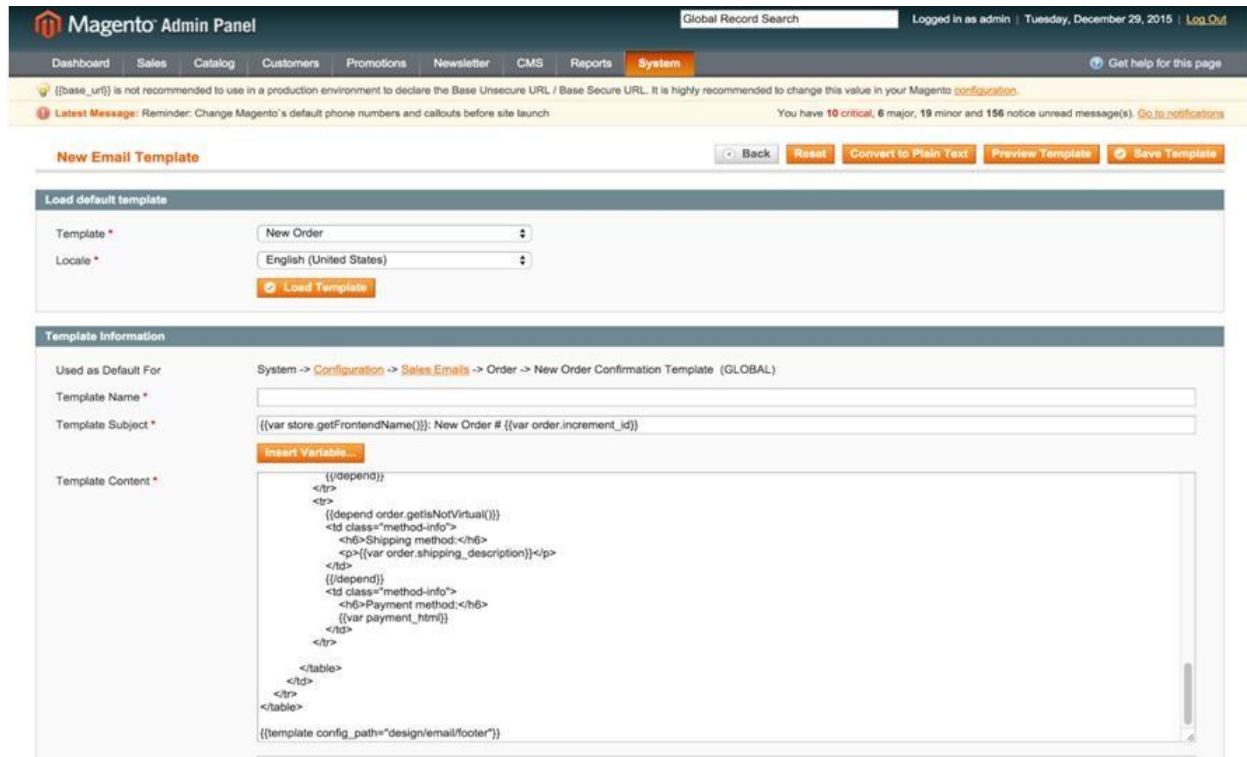 Magento Admin Panel
Global Record Search
Logged in as admin | Tuesday, December 29, 2015 | Log Out
Dashboard Sales Catalog Customers Promotions Newsletter CMS Reports System
Get help for this page
{{base_url}} is not recommended to use in a production environment to declare the Base Unsecure URL / Base Secure URL. It is highly recommended to change this value in your Magento configuration.
Latest Message: Reminder: Change Magento`s default phone numbers and callouts before site launch
You have 10 critical, 6 major, 19 minor and 156 notice unread message(s). Go to notifications
New Email Template
Back Reset Convert to Plain Text Preview Template Save Template
Load default template
Template * New Order
Locale * English (United States)
Load Template
Template Information
Used as Default For System -> Configuration -> Sales Emails -> Order -> New Order Confirmation Template (GLOBAL)
Template Name *
Template Subject * {{var store.getFrontendName()}}: New Order # {{var order.increment_id}}
Insert Variable...
Template Content *
{{/depend}}
</tr>
<tr>
{{depend order.getIsNotVirtual()}}
<td class="method-info">
<h6>Shipping method:</h6>
<p>{{var order.shipping_description}}</p>
</td>
{{/depend}}
<td class="method-info">
<h6>Payment method:</h6>
{{var payment_html}}
</td>
</tr>
</table>
</td>
</tr>
</table>
{{template config_path="design/email/footer"}}